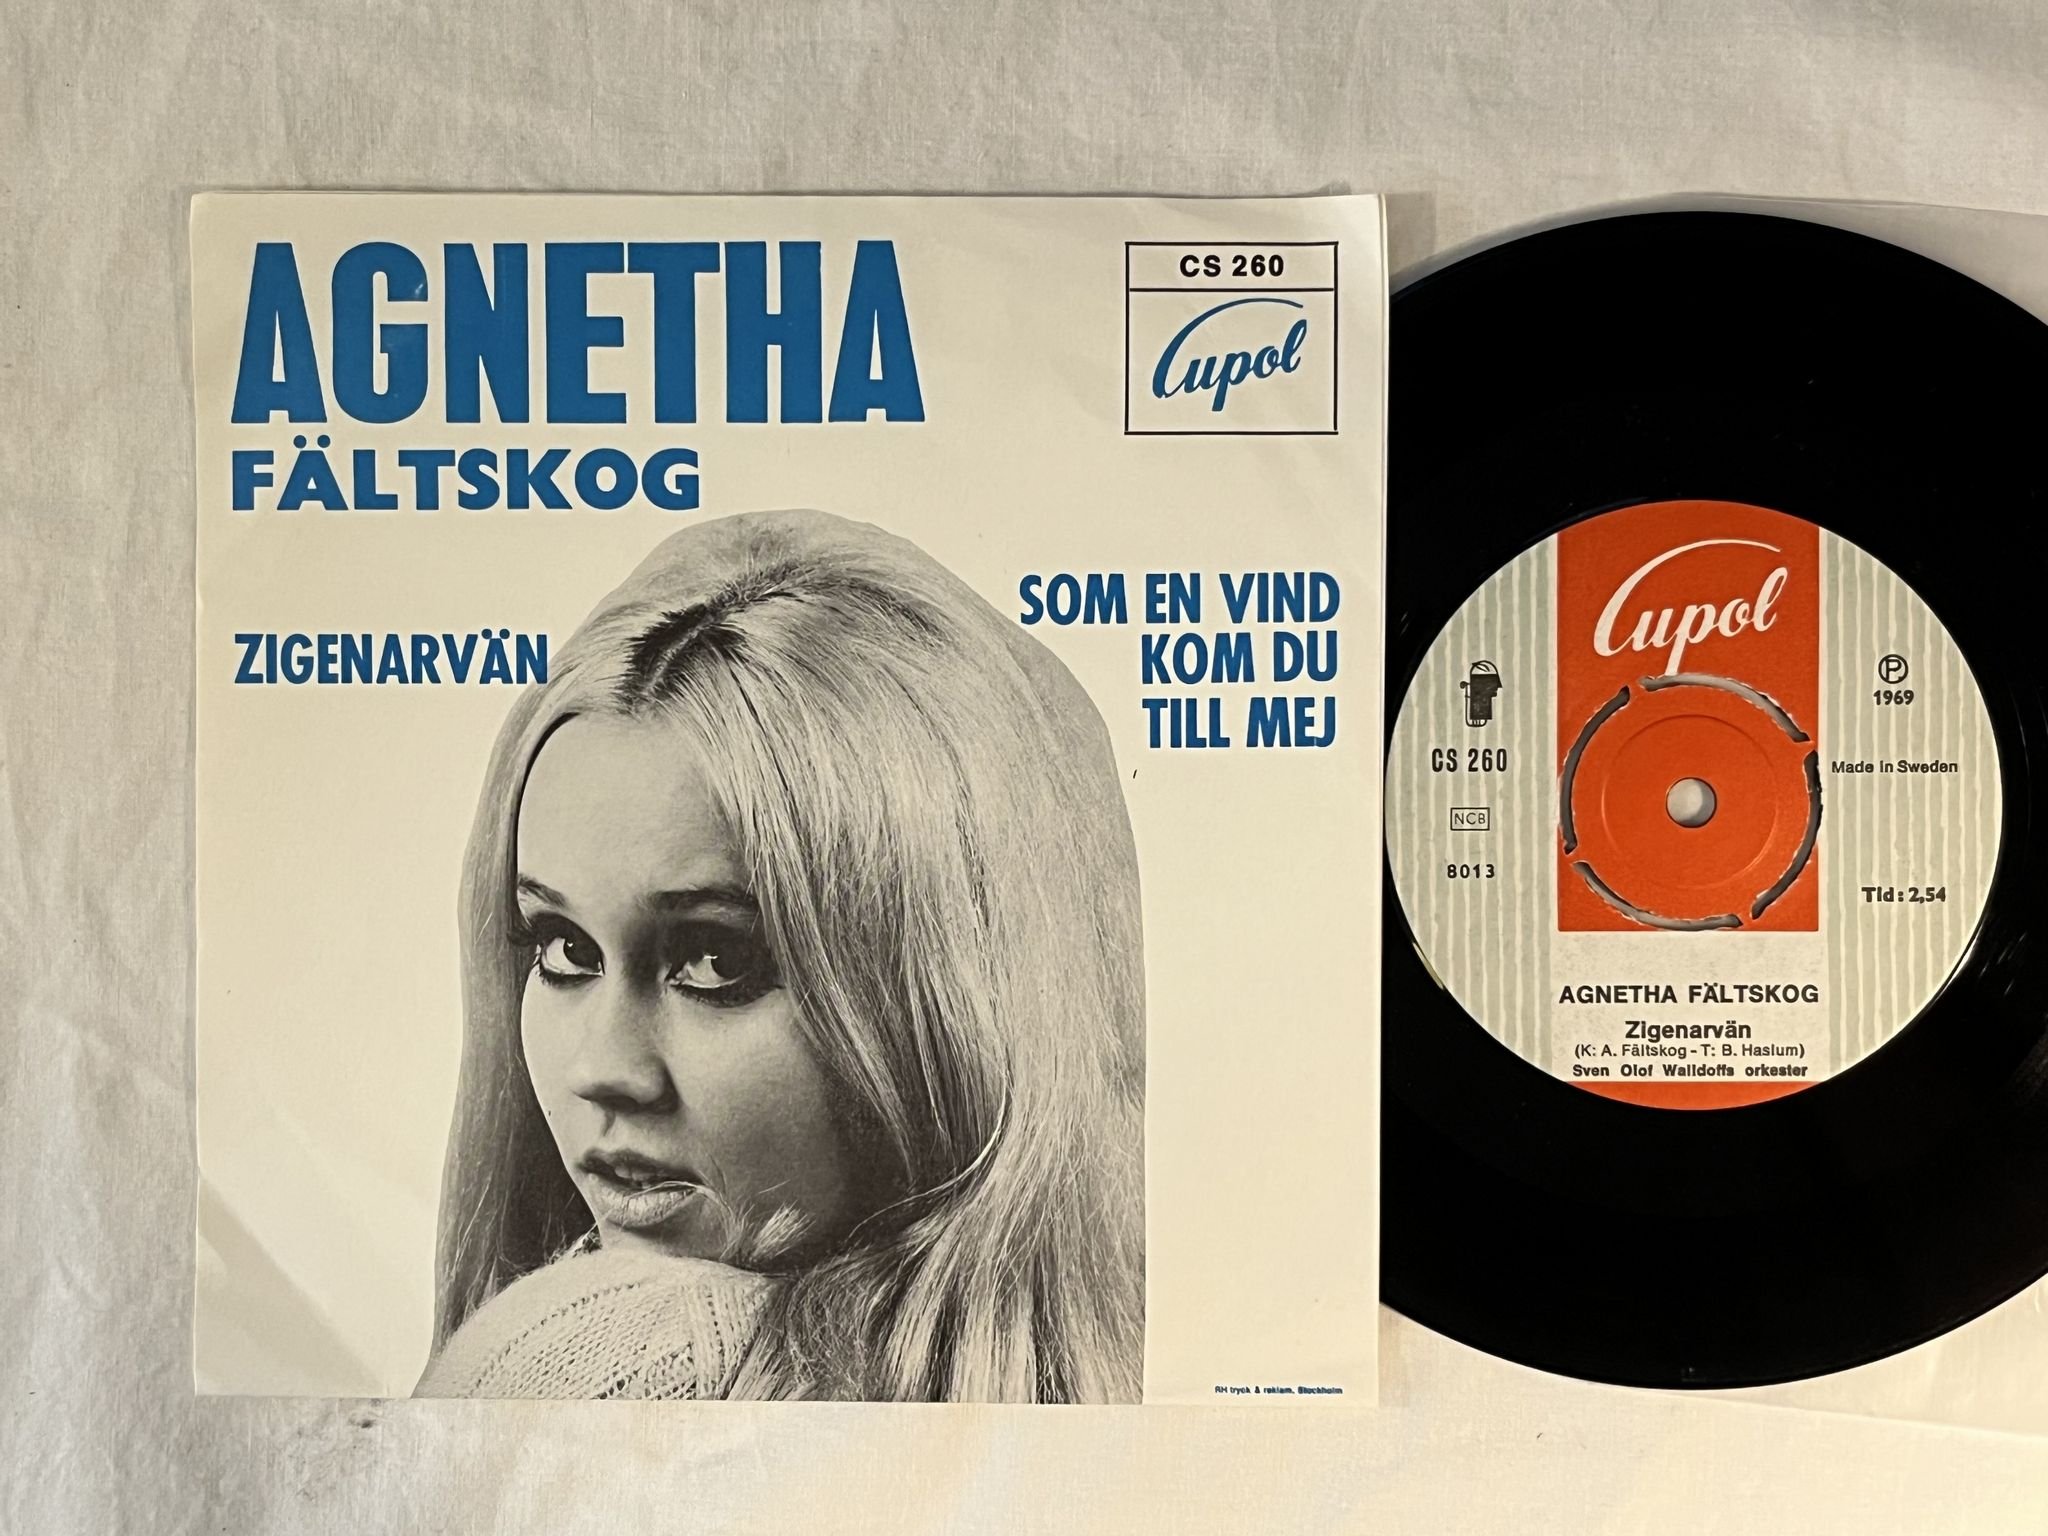 AGNETHA
FÄLTSKOG
CS 260
Cupol
ZIGENARVÄN
SOM EN VIND
KOM DU
TILL MEJ
RH tryck & reklam. Stockholm
Cupol
CS 260
NCB
8013
P
1969
Made in Sweden
Tid: 2,54
AGNETHA FÄLTSKOG
Zigenarvän
(K: A. Fältskog - T: B. Haslum)
Sven Olof Walldoffs orkester